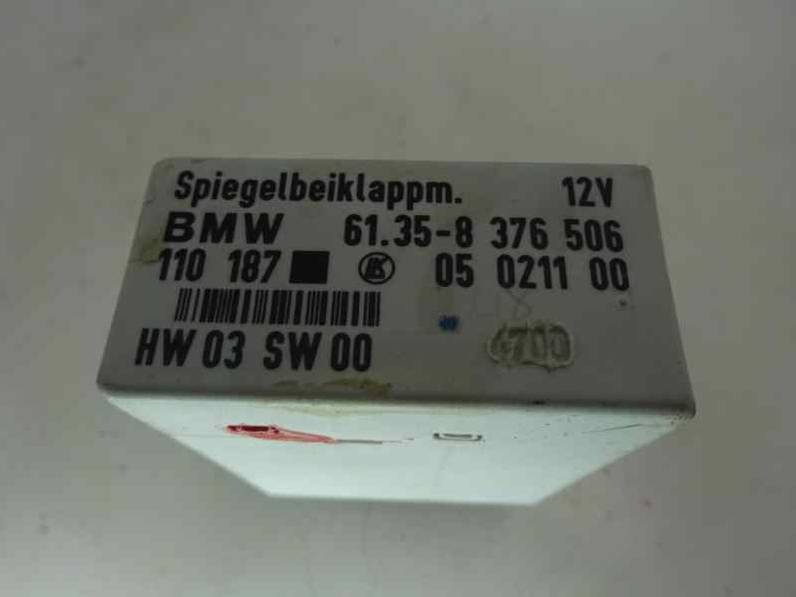 Spiegelbeiklappm. 12V
BMW 61.35-8 376 506
110 187 05 0211 00
HW 03 SW 00